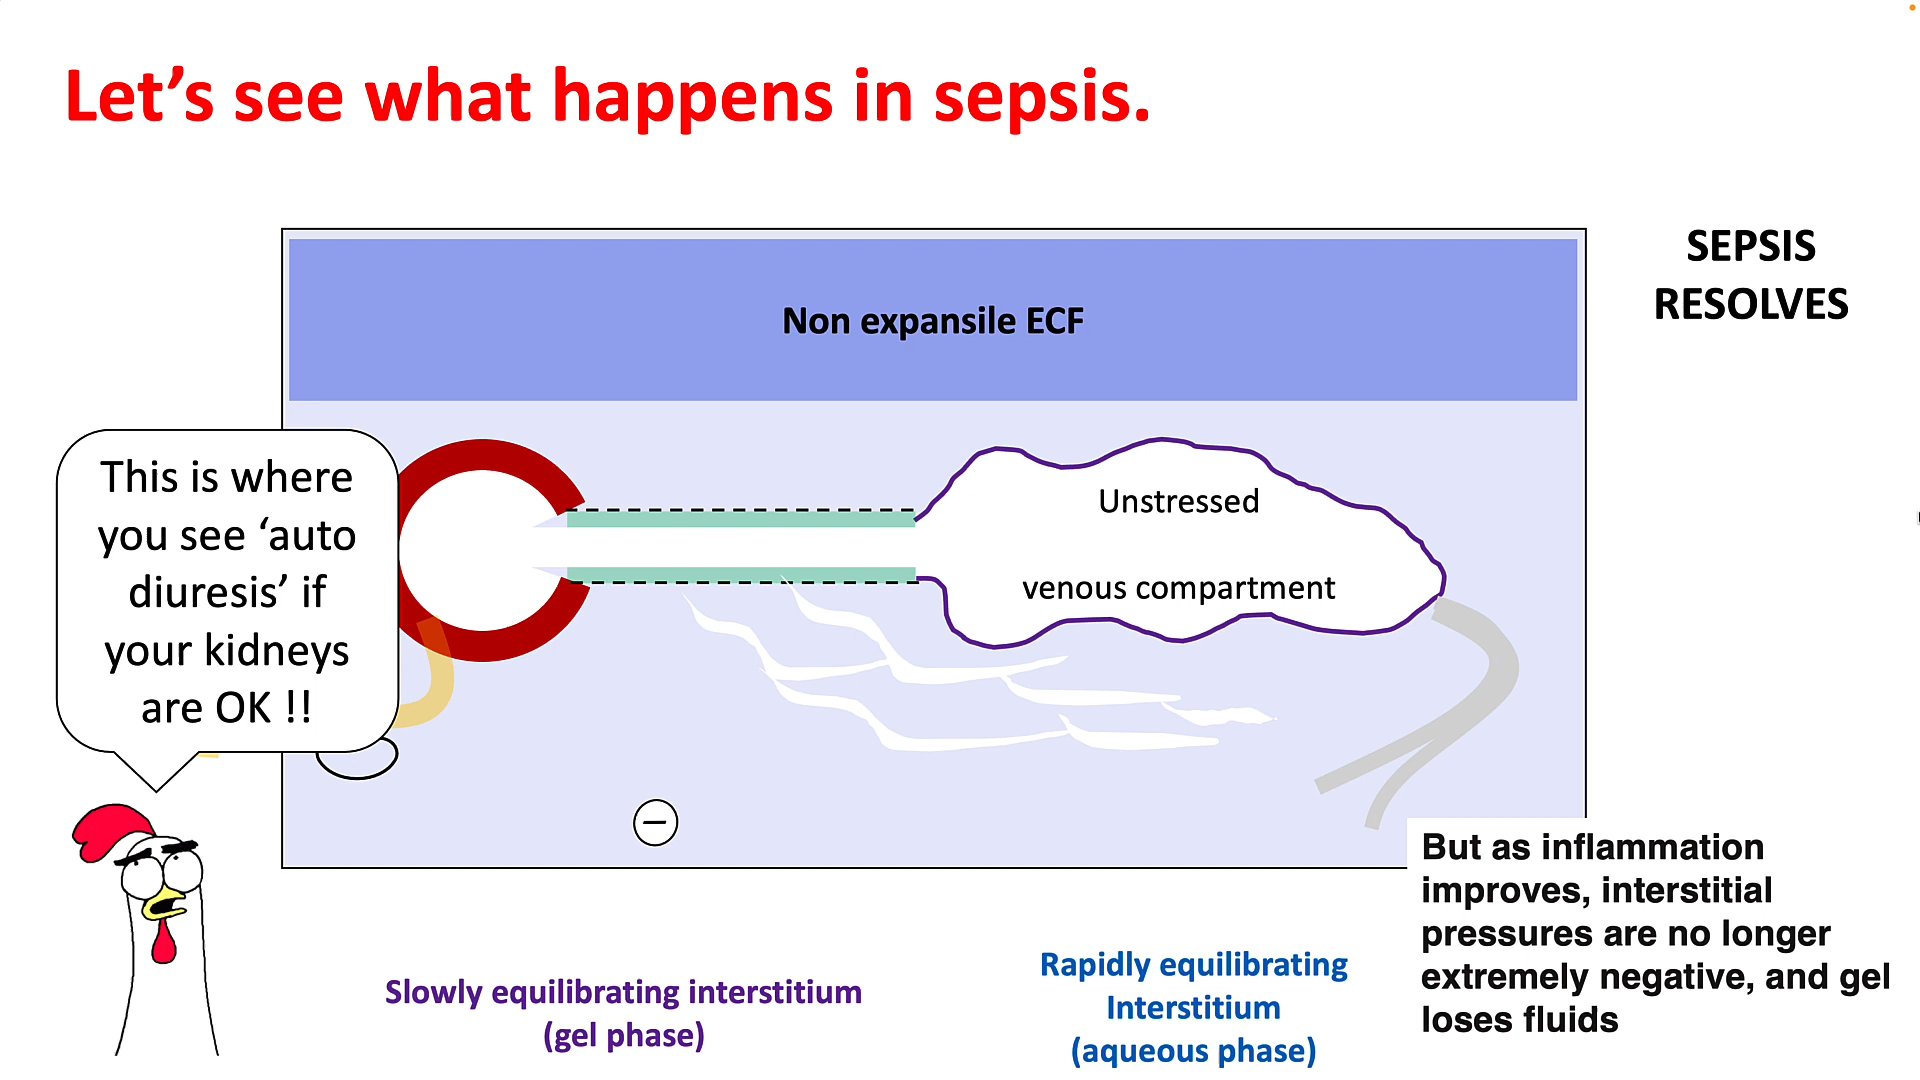 Let’s see what happens in sepsis.
SEPSIS
RESOLVES
Non expansile ECF
This is where
you see ‘auto
diuresis’ if
your kidneys
are OK !!
Unstressed
venous compartment
But as inflammation
improves, interstitial
pressures are no longer
extremely negative, and gel
loses fluids
Slowly equilibrating interstitium
(gel phase)
Rapidly equilibrating
Interstitium
(aqueous phase)